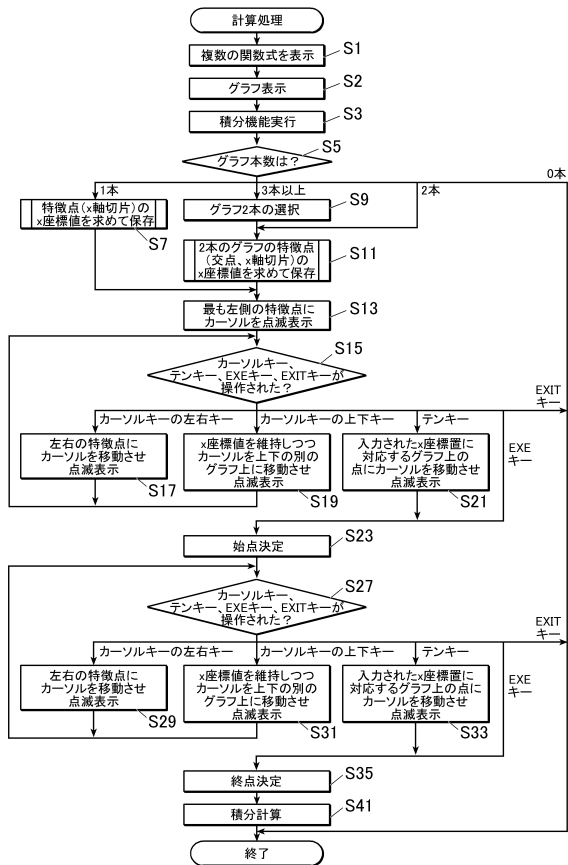 計算処理
複数の関数式を表示
S1
グラフ表示
S2
積分機能実行
S3
グラフ本数は？
S5
0本
1本
3本以上
2本
特徴点(x軸切片)の
x座標値を求めて保存
S7
グラフ2本の選択
S9
2本のグラフの特徴点
(交点、x軸切片)の
x座標値を求めて保存
S11
最も左側の特徴点に
カーソルを点滅表示
S13
カーソルキー、
テンキー、EXEキー、EXITキーが
操作された？
S15
EXIT
キー
カーソルキーの左右キー
カーソルキーの上下キー
テンキー
EXE
キー
左右の特徴点に
カーソルを移動させ
点滅表示
S17
x座標値を維持しつつ
カーソルを上下の別の
グラフ上に移動させ
点滅表示
S19
入力されたx座標置に
対応するグラフ上の
点にカーソルを移動させ
点滅表示
S21
始点決定
S23
カーソルキー、
テンキー、EXEキー、EXITキーが
操作された？
S27
EXIT
キー
カーソルキーの左右キー
カーソルキーの上下キー
テンキー
EXE
キー
左右の特徴点に
カーソルを移動させ
点滅表示
S29
x座標値を維持しつつ
カーソルを上下の別の
グラフ上に移動させ
点滅表示
S31
入力されたx座標置に
対応するグラフ上の点に
カーソルを移動させ
点滅表示
S33
終点決定
S35
積分計算
S41
終了